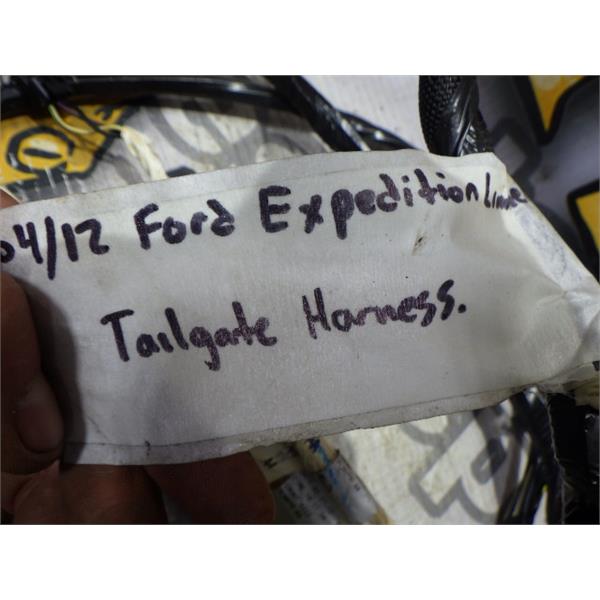 04/12 Ford Expedition
Tailgate Harness.